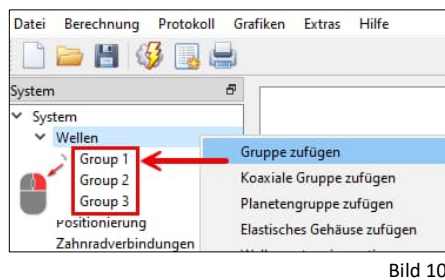 Datei Berechnung Protokoll Grafiken Extras Hilfe
System
System
Wellen
Group 1
Group 2
Group 3
Positionierung
Zahnradverbindungen
Gruppe zufügen
Koaxiale Gruppe zufügen
Planetengruppe zufügen
Elastisches Gehäuse zufügen
Bild 10